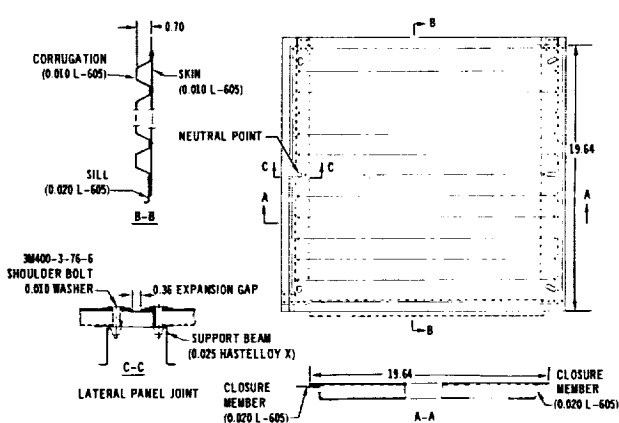 0.70
B
CORRUGATION
(0.010 L-605)
SKIN
(0.010 L-605)
NEUTRAL POINT
19.64
C
C
SILL
(0.020 L-605)
A
A
B-B
3M400-3-76-6
SHOULDER BOLT
0.010 WASHER
0.36 EXPANSION GAP
B
SUPPORT BEAM
(0.025 HASTELLOY X)
C-C
LATERAL PANEL JOINT
19.64
CLOSURE
MEMBER
(0.020 L-605)
CLOSURE
MEMBER
(0.020 L-605)
A-A